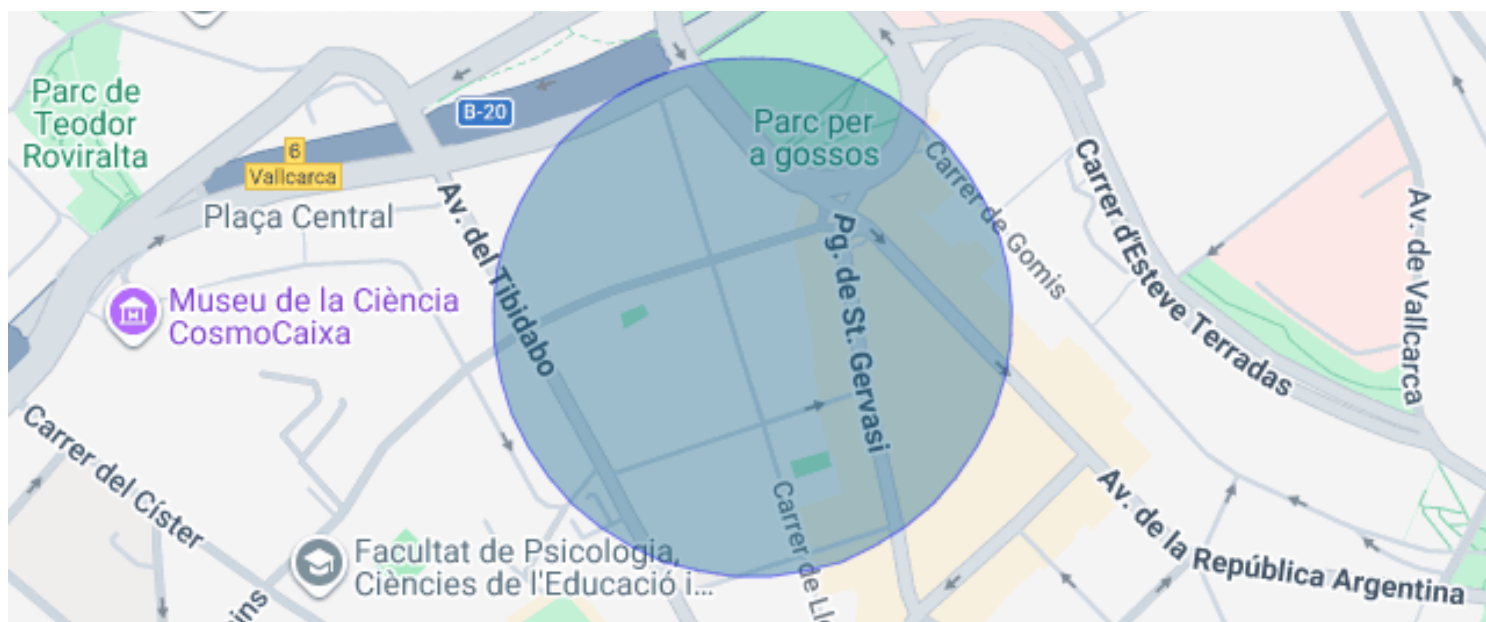 Parc de
Teodor
Roviralta
B-20
6
Vallcarca
Plaça Central
Av. del Tibidabo
Museu de la Ciència
CosmoCaixa
Parc per
a gossos
Carrer de Gomis
Pg. de St. Gervasi
Carrer d'Esteve Terradas
Av. de Vallcarca
Carrer del Císter
Facultat de Psicologia,
Ciències de l'Educació i...
Carrer de Ll
Av. de la República Argentina
ins